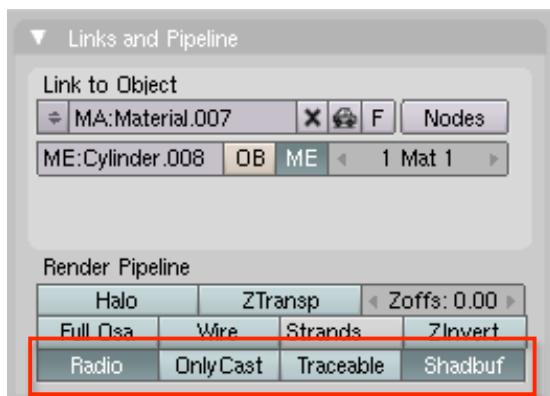 Links and Pipeline
Link to Object
MA:Material.007 F Nodes
ME:Cylinder.008 OB ME 1 Mat 1
Render Pipeline
Halo ZTransp Zoffs: 0.00
Full Osa Wire Strands ZInvert
Radio OnlyCast Traceable Shadbuf